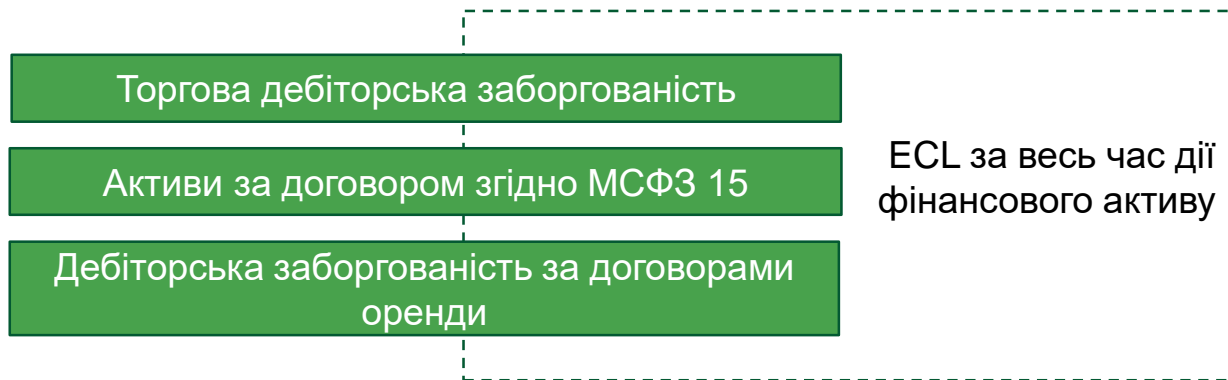 Торгова дебіторська заборгованість
Активи за договором згідно МСФЗ 15
Дебіторська заборгованість за договорами
оренди
ECL за весь час дії
фінансового активу